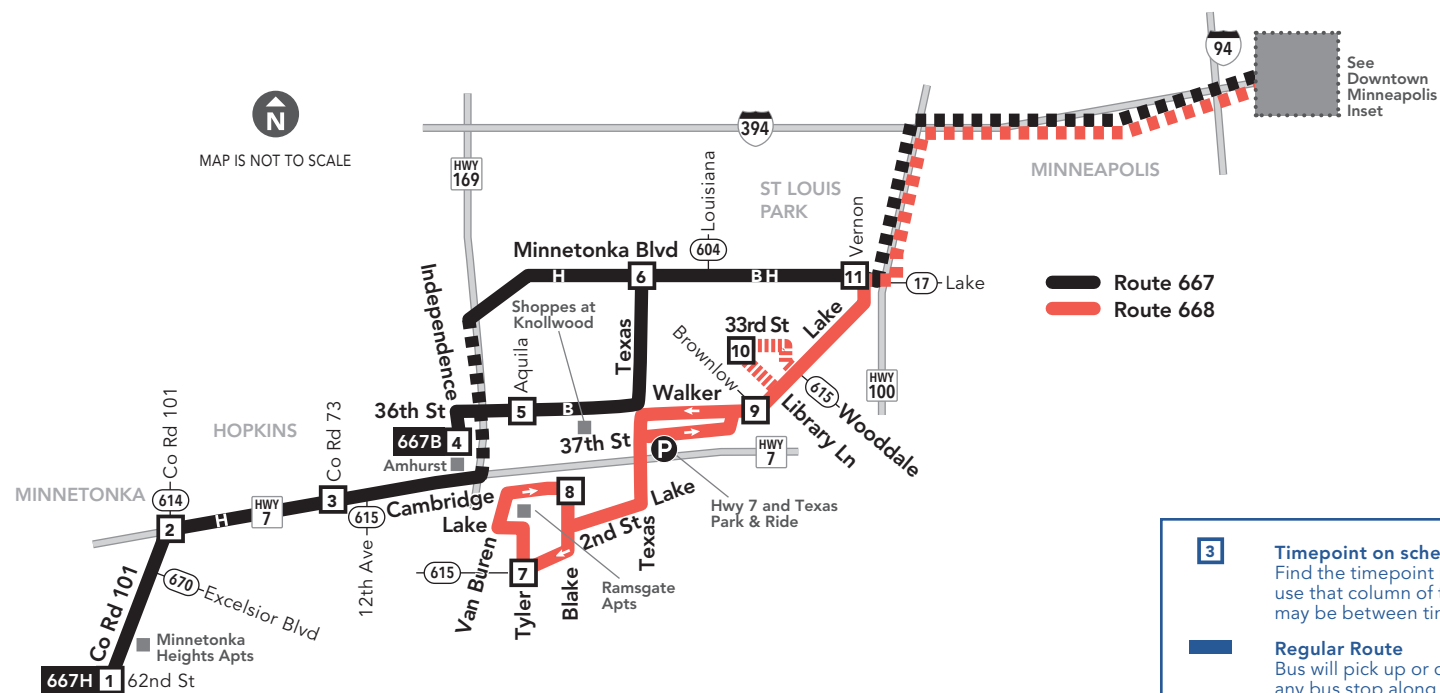 94
See
Downtown
Minneapolis
Inset
N
MAP IS NOT TO SCALE
394
HWY
169
MINNEAPOLIS
ST LOUIS
PARK
Louisiana
604
Vernon
Minnetonka Blvd
H
6
B H
11
17
Lake
Route 667
Route 668
Independence
Shoppes at
Knollwood
Texas
33rd St
10
Lake
Brownlow
Aquila
HWY
100
615
Wooddale
Library Ln
36th St
5
B
Walker
9
667B
4
37th St
P
HWY
7
Amhurst
HOPKINS
Co Rd 101
Co Rd 73
MINNETONKA
614
2
H
HWY
7
3
615
12th Ave
Cambridge
Lake
8
Lake
2nd St
Texas
Hwy 7 and Texas
Park & Ride
Van Buren
615
7
Tyler
Blake
Ramsgate
Apts
Co Rd 101
670
Excelsior Blvd
Minnetonka
Heights Apts
667H
1
62nd St
3
Timepoint on sche
Find the timepoint
use that column of t
may be between tim
Regular Route
Bus will pick up or d
any bus stop along